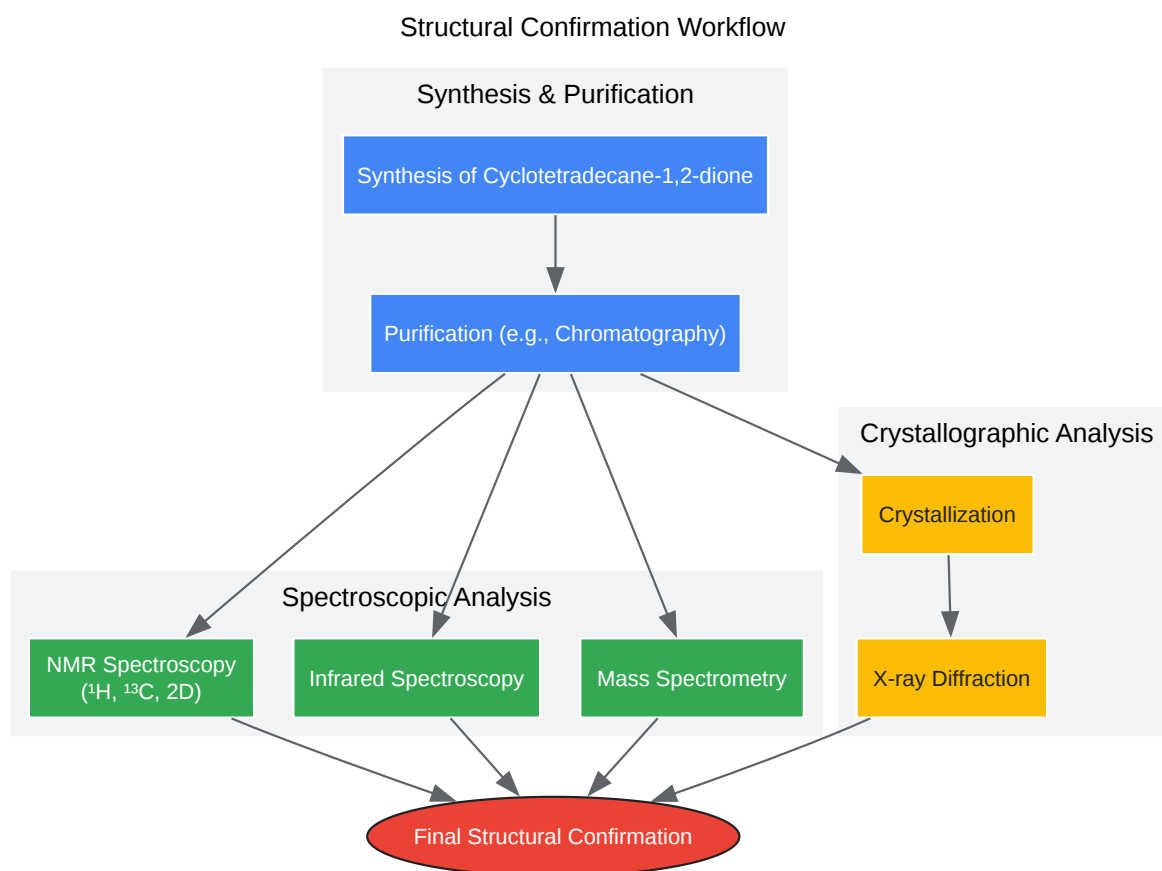 Structural Confirmation Workflow
Synthesis & Purification
Synthesis of Cyclotetradecane-1,2-dione
Purification (e.g., Chromatography)
Crystallographic Analysis
Crystallization
Spectroscopic Analysis
NMR Spectroscopy
(¹H, ¹³C, 2D)
Infrared Spectroscopy
Mass Spectrometry
X-ray Diffraction
Final Structural Confirmation